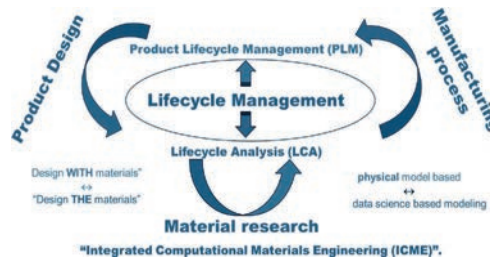 Product Design
Manufacturing process
Product Lifecycle Management (PLM)
Lifecycle Management
Lifecycle Analysis (LCA)
Design WITH materials"
↔
"Design THE materials"
physical model based
↔
data science based modeling
Material research
"Integrated Computational Materials Engineering (ICME)".